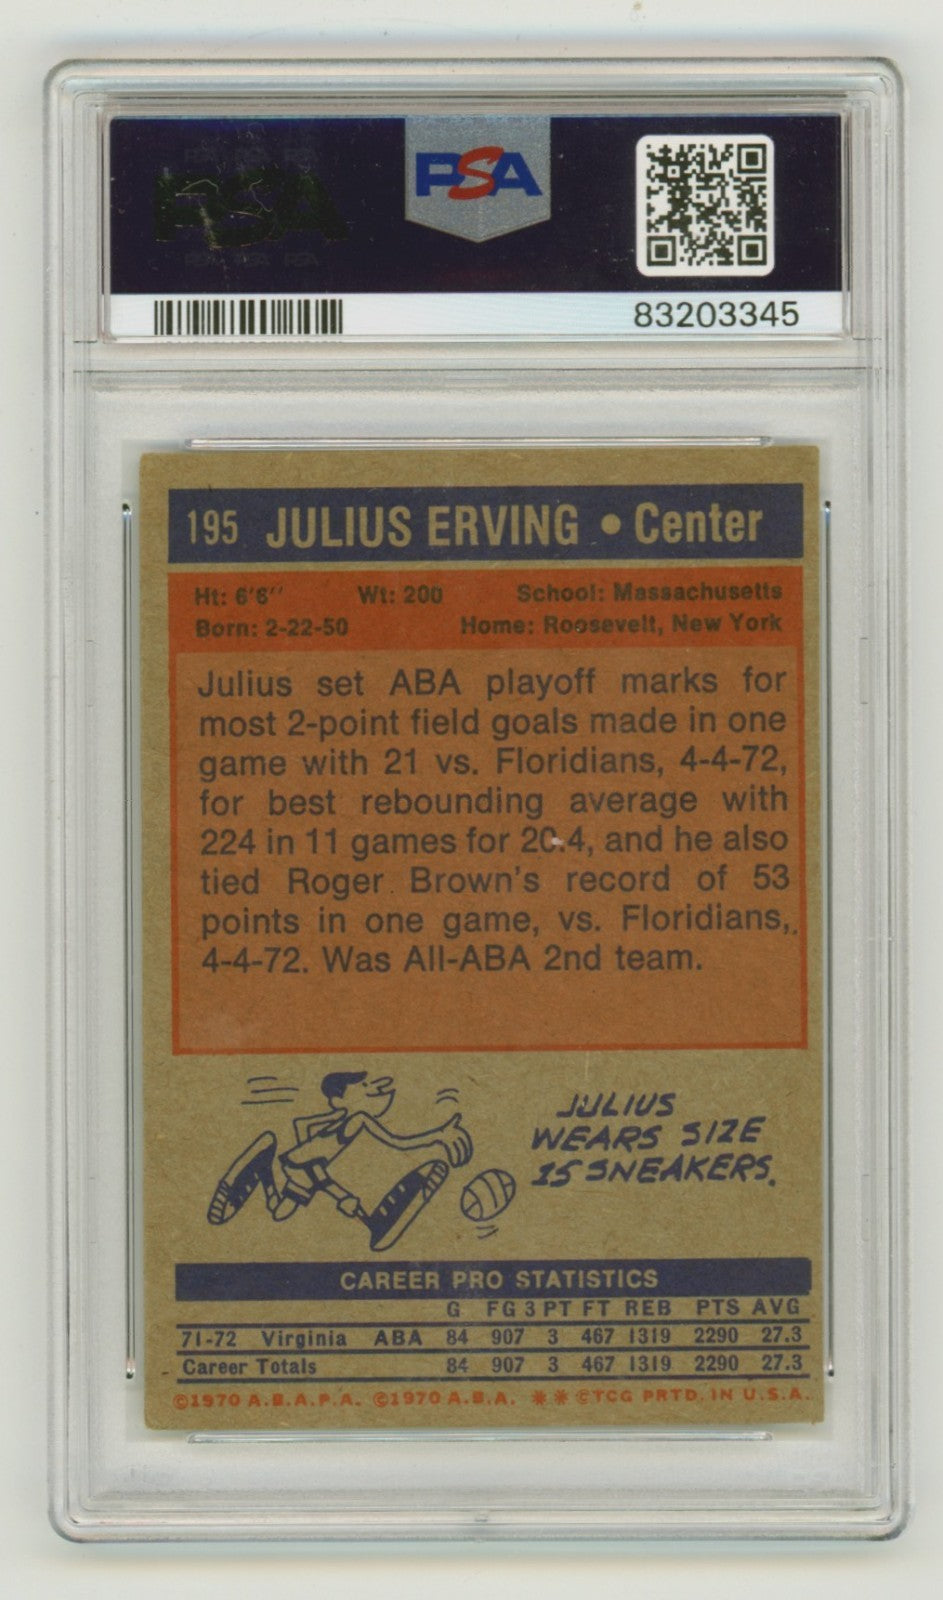 PSA
83203345
195 JULIUS ERVING • Center
Ht: 6'6" Wt: 200 School: Massachusetts
Born: 2-22-50 Home: Roosevelt, New York
Julius set ABA playoff marks for
most 2-point field goals made in one
game with 21 vs. Floridians, 4-4-72,
for best rebounding average with
224 in 11 games for 20.4, and he also
tied Roger Brown's record of 53
points in one game, vs. Floridians,
4-4-72. Was All-ABA 2nd team.
JULIUS
WEARS SIZE
15 SNEAKERS.
CAREER PRO STATISTICS
G FG 3PT FT REB PTS AVG
71-72 Virginia ABA 84 907 3 467 1319 2290 27.3
Career Totals 84 907 3 467 1319 2290 27.3
©1970 A.B.A.P.A. ©1970 A.B.A. ** ©TCG PRTD. IN U.S.A.